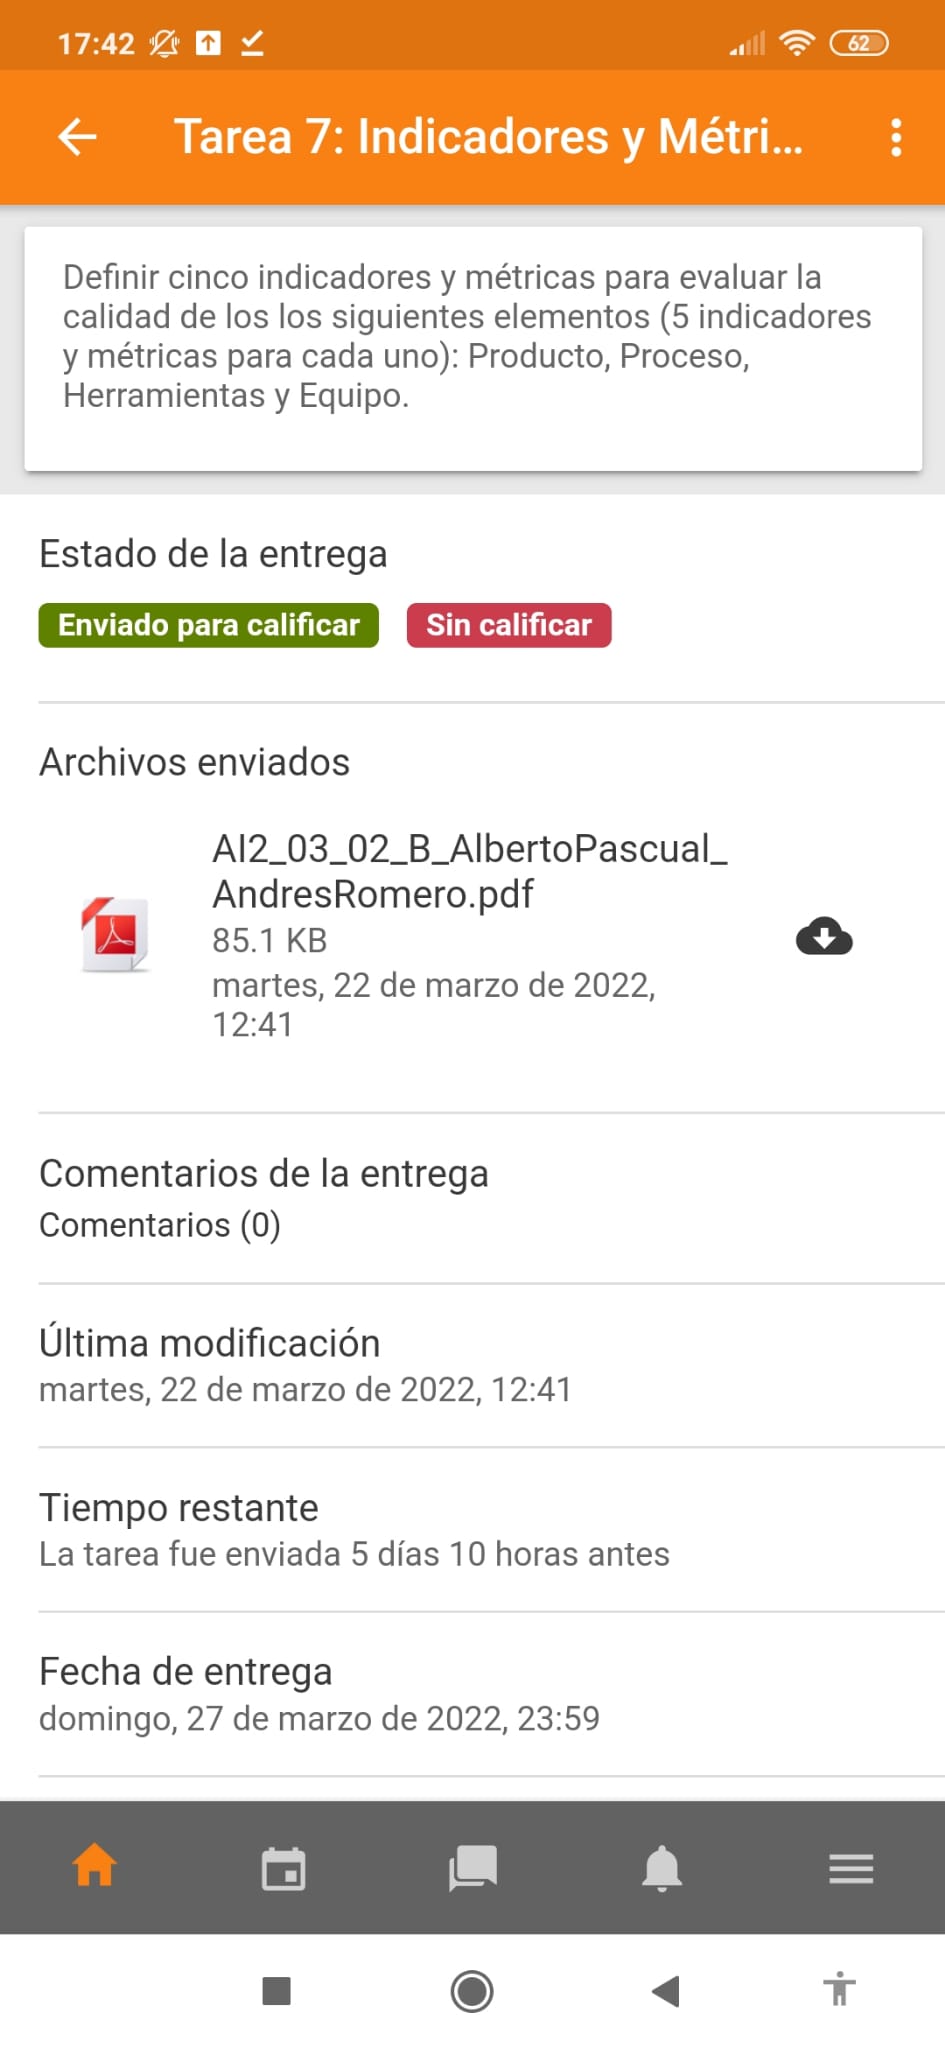 17:42
62
Tarea 7: Indicadores y Métri...
Definir cinco indicadores y métricas para evaluar la
calidad de los los siguientes elementos (5 indicadores
y métricas para cada uno): Producto, Proceso,
Herramientas y Equipo.
Estado de la entrega
Enviado para calificar
Sin calificar
Archivos enviados
AI2_03_02_B_AlbertoPascual_
AndresRomero.pdf
85.1 KB
martes, 22 de marzo de 2022,
12:41
Comentarios de la entrega
Comentarios (0)
Última modificación
martes, 22 de marzo de 2022, 12:41
Tiempo restante
La tarea fue enviada 5 días 10 horas antes
Fecha de entrega
domingo, 27 de marzo de 2022, 23:59